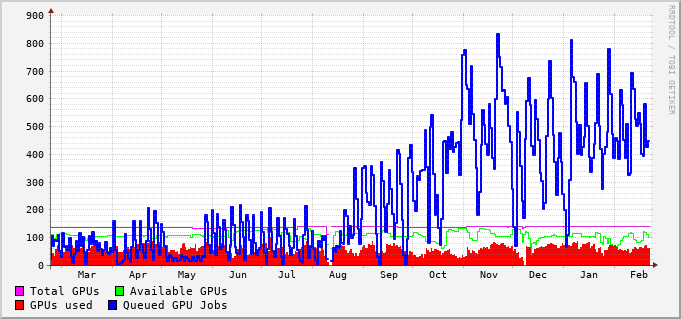 900
800
700
600
500
400
300
200
100
0
Mar Apr May Jun Jul Aug Sep Oct Nov Dec Jan Feb
Total GPUs Available GPUs
GPUs used Queued GPU Jobs
RRDTOOL / TOBI OETIKER